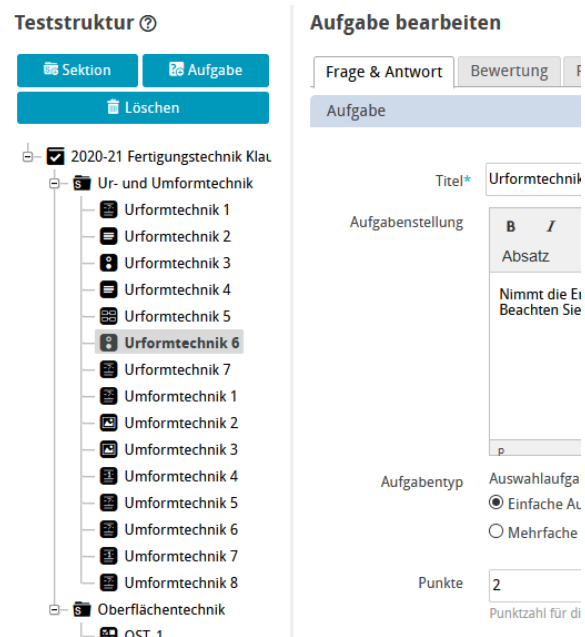 Teststruktur
Sektion
Aufgabe
Löschen
2020-21 Fertigungstechnik Klau
Ur- und Umformtechnik
Urformtechnik 1
Urformtechnik 2
Urformtechnik 3
Urformtechnik 4
Urformtechnik 5
Urformtechnik 6
Urformtechnik 7
Umformtechnik 1
Umformtechnik 2
Umformtechnik 3
Umformtechnik 4
Umformtechnik 5
Umformtechnik 6
Umformtechnik 7
Umformtechnik 8
Oberflächentechnik
OST 1
Aufgabe bearbeiten
Frage & Antwort
Bewertung
Aufgabe
Titel*
Urformtechnik
Aufgabenstellung
B I
Absatz
Nimmt die Er
Beachten Sie
P
Aufgabentyp
Auswahlaufga
Einfache Au
Mehrfache
Punkte
2
Punktzahl für di